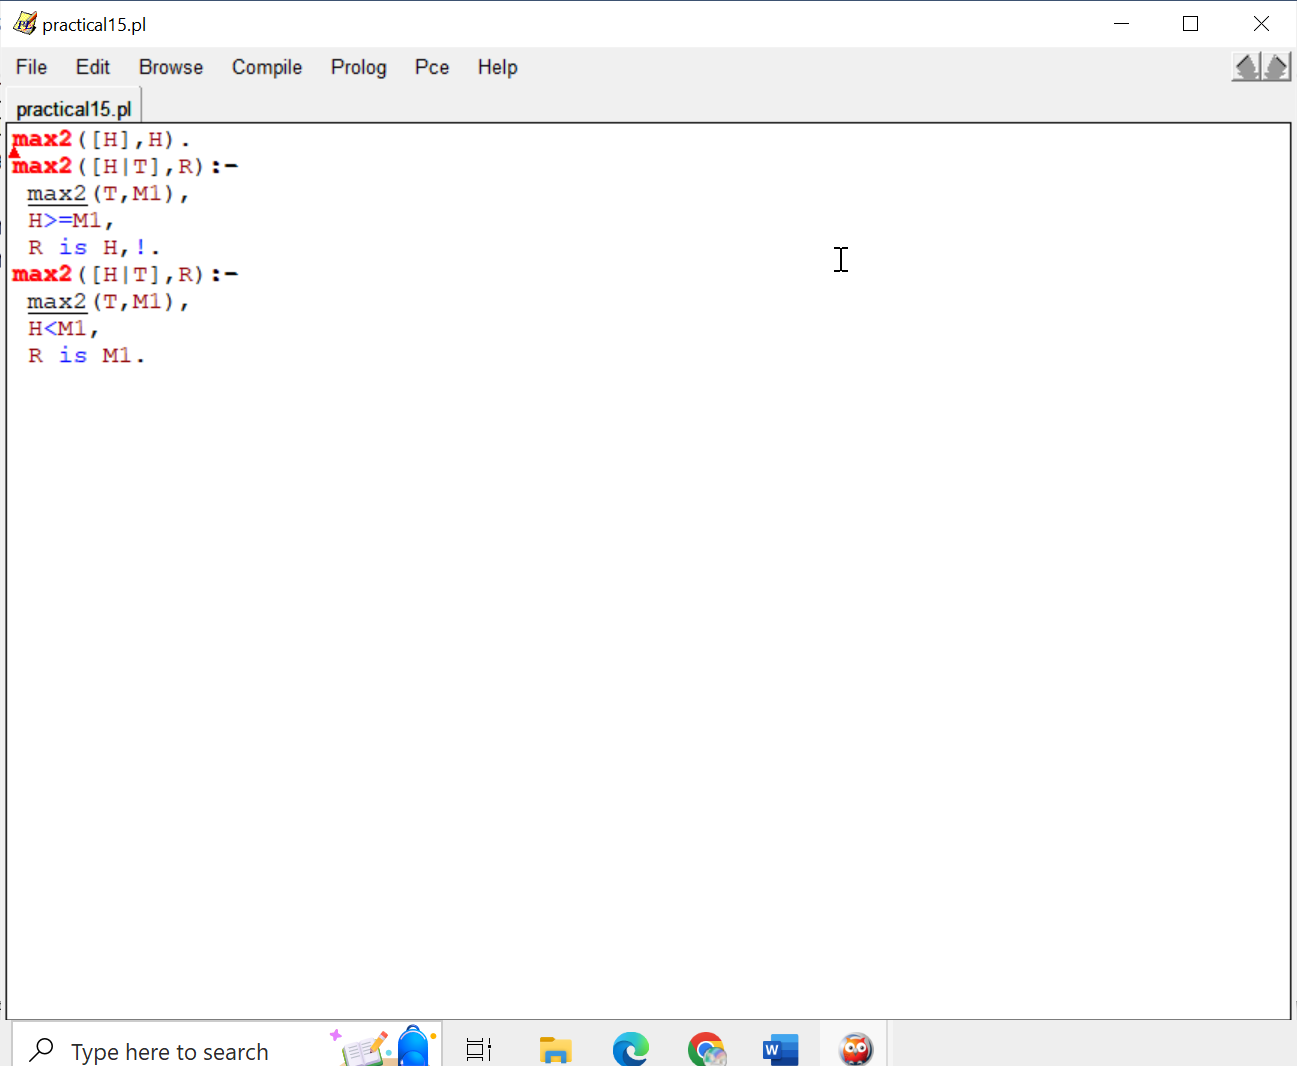 practical15.pl
File Edit Browse Compile Prolog Pce Help
practical15.pl
max2([H],H).
max2([H|T],R):-
max2(T,M1),
H>=M1,
R is H,!.
max2([H|T],R):-
max2(T,M1),
H<M1,
R is M1.
Type here to search